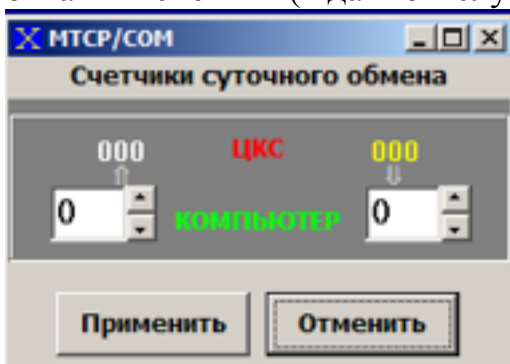 MTCP/COM
Счетчики суточного обмена
000 ЦКС 000
0 КОМПЬЮТЕР 0
Применить Отменить